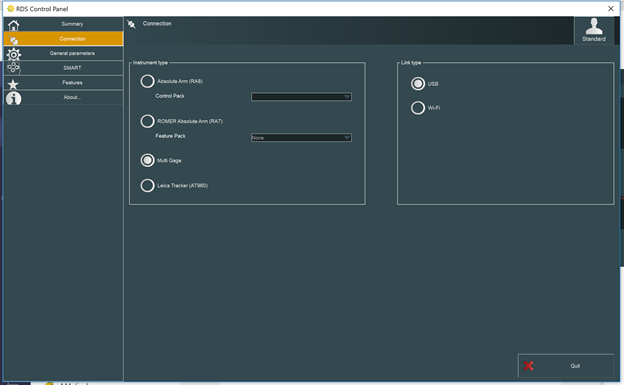 RDS Control Panel
Summary
Connection
General parameters
SMART
Features
About...
Connection
Standard
Instrument type
Absolute Arm (RA8)
Control Pack
ROMER Absolute Arm (RA7)
Feature Pack
None
Multi Gage
Leica Tracker (AT960)
Link type
USB
Wi-Fi
Quit